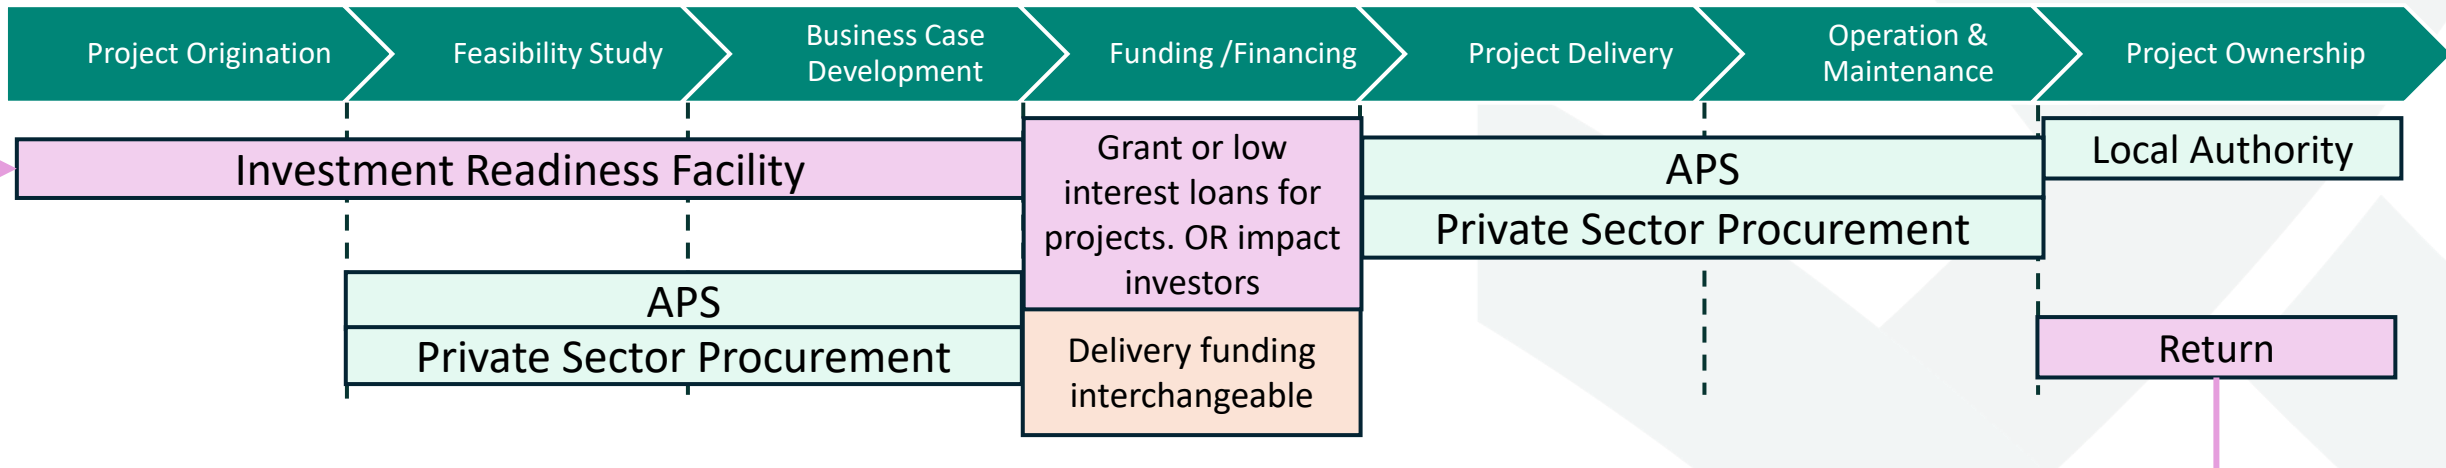 Project Origination
Feasibility Study
Business Case
Development
Funding /Financing
Project Delivery
Operation &
Maintenance
Project Ownership
Investment Readiness Facility
Grant or low
interest loans for
projects. OR impact
investors
APS
Private Sector Procurement
Local Authority
APS
Private Sector Procurement
Delivery funding
interchangeable
Return